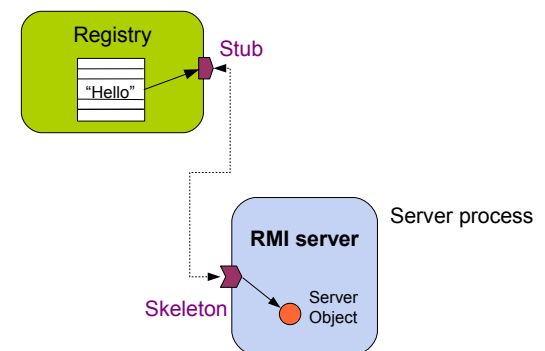 Registry
Stub
“Hello”
Server process
RMI server
Skeleton
Server
Object